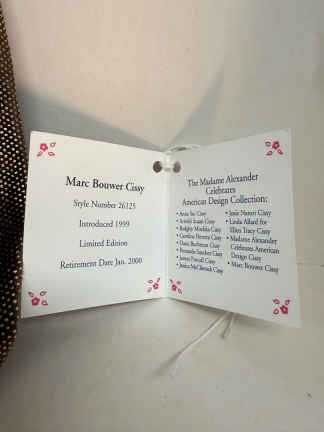 Marc Bouwer Cissy
Style Number 26125
Introduced 1999
Limited Edition
Retirement Date Jan. 2000
The Madame Alexander
Celebrates
American Design Collection:
• Anna Sui Cissy
• Arnold Scaasi Cissy
• Badgley Mischka Cissy
• Carolina Herrera Cissy
• Dana Buchman Cissy
• Fernando Sanchez Cissy
• James Purcell Cissy
• Jessica McClintock Cissy
• Josie Natori Cissy
• Linda Allard for
Ellen Tracy Cissy
• Madame Alexander
Celebrates American
Design Cissy
• Marc Bouwer Cissy